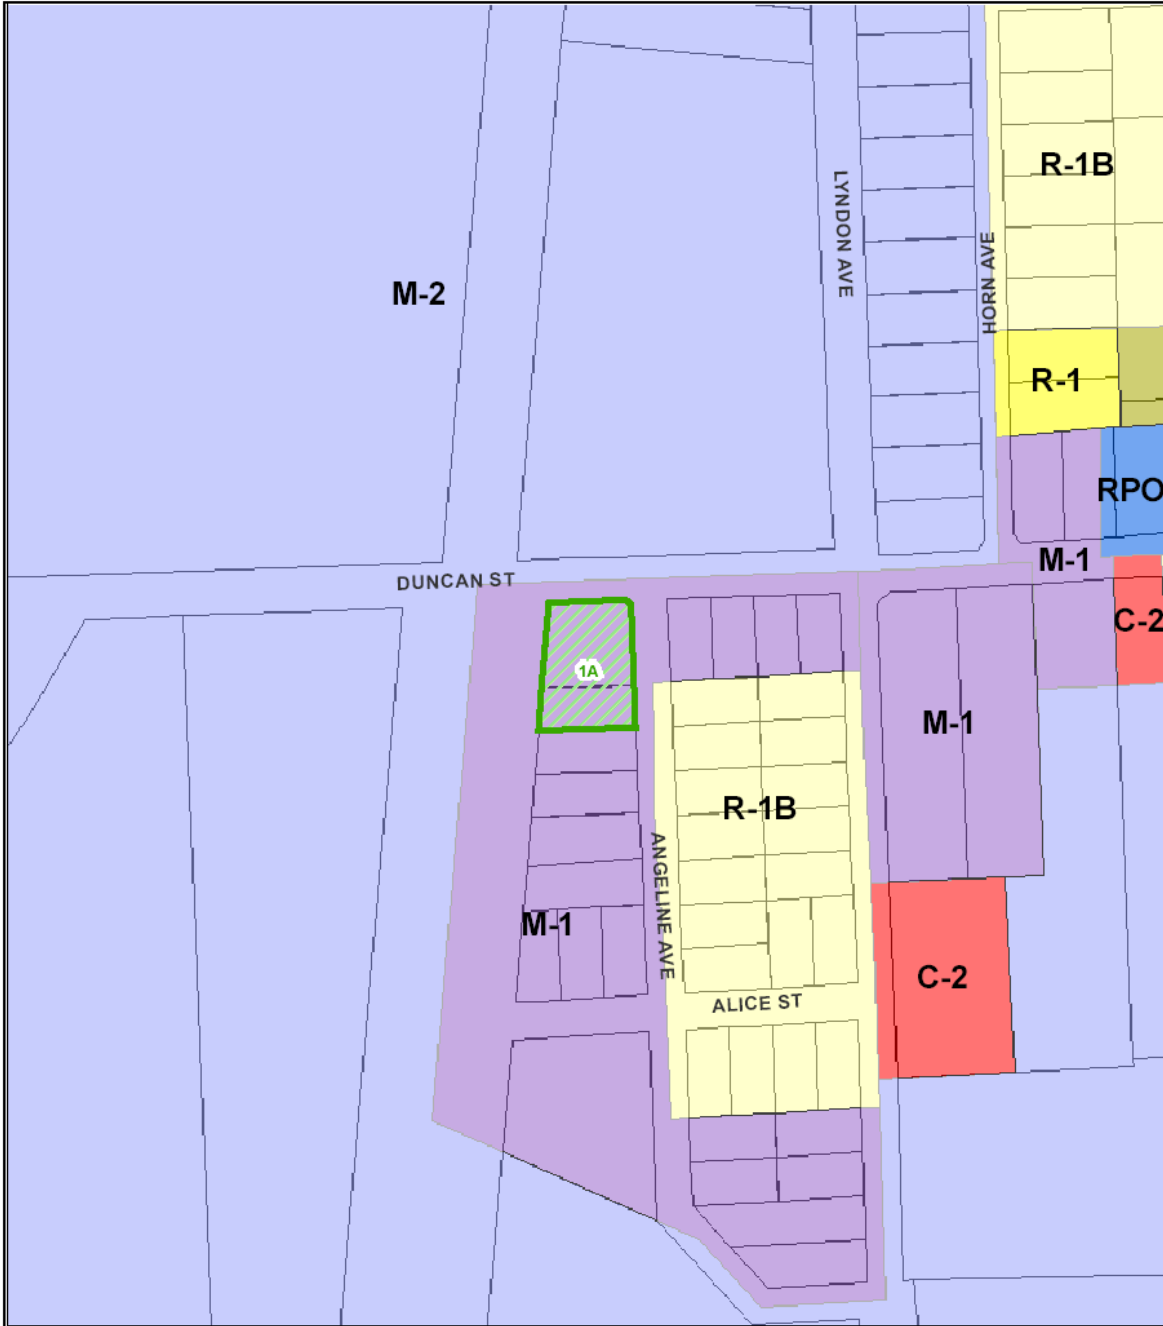 R-1B
LYNDON AVE
HORN AVE
M-2
R-1
RPO
M-1
DUNCAN ST
C-2
1A
M-1
R-1B
ANGELINE AVE
M-1
C-2
ALICE ST